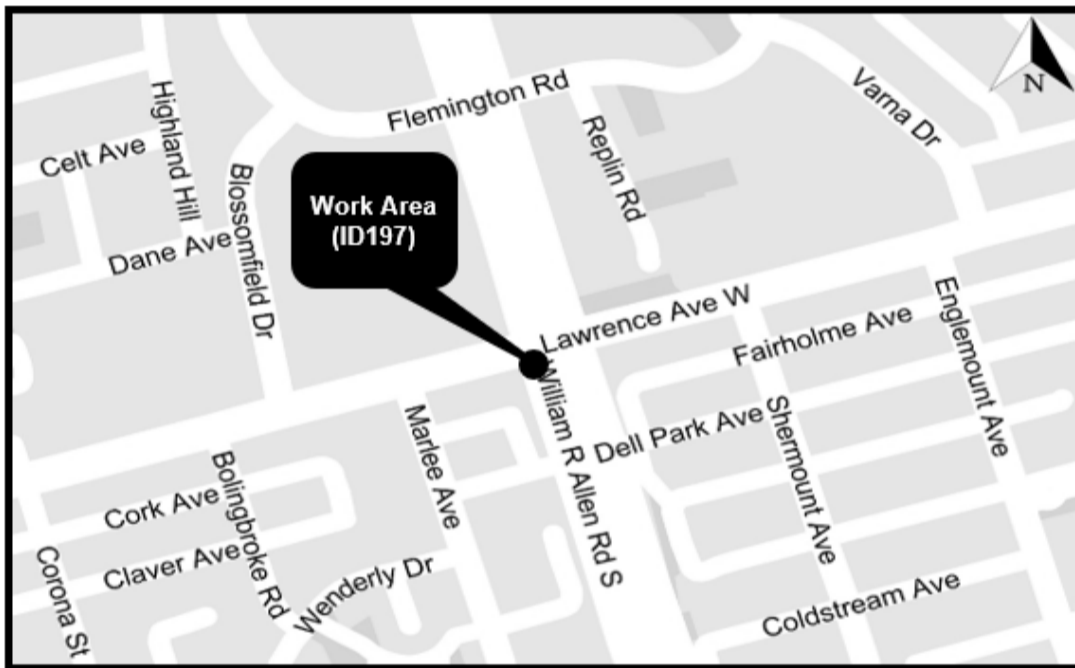 Highland Hill
Celt Ave
Dane Ave
Blossomfield Dr
Flemington Rd
Replin Rd
Varna Dr
N
Work Area
(ID197)
Lawrence Ave W
William R Allen Rd S
Fairholme Ave
Englemount Ave
Dell Park Ave
Shermount Ave
Marlee Ave
Bolingbroke Rd
Cork Ave
Claver Ave
Corona St
Wenderly Dr
Coldstream Ave